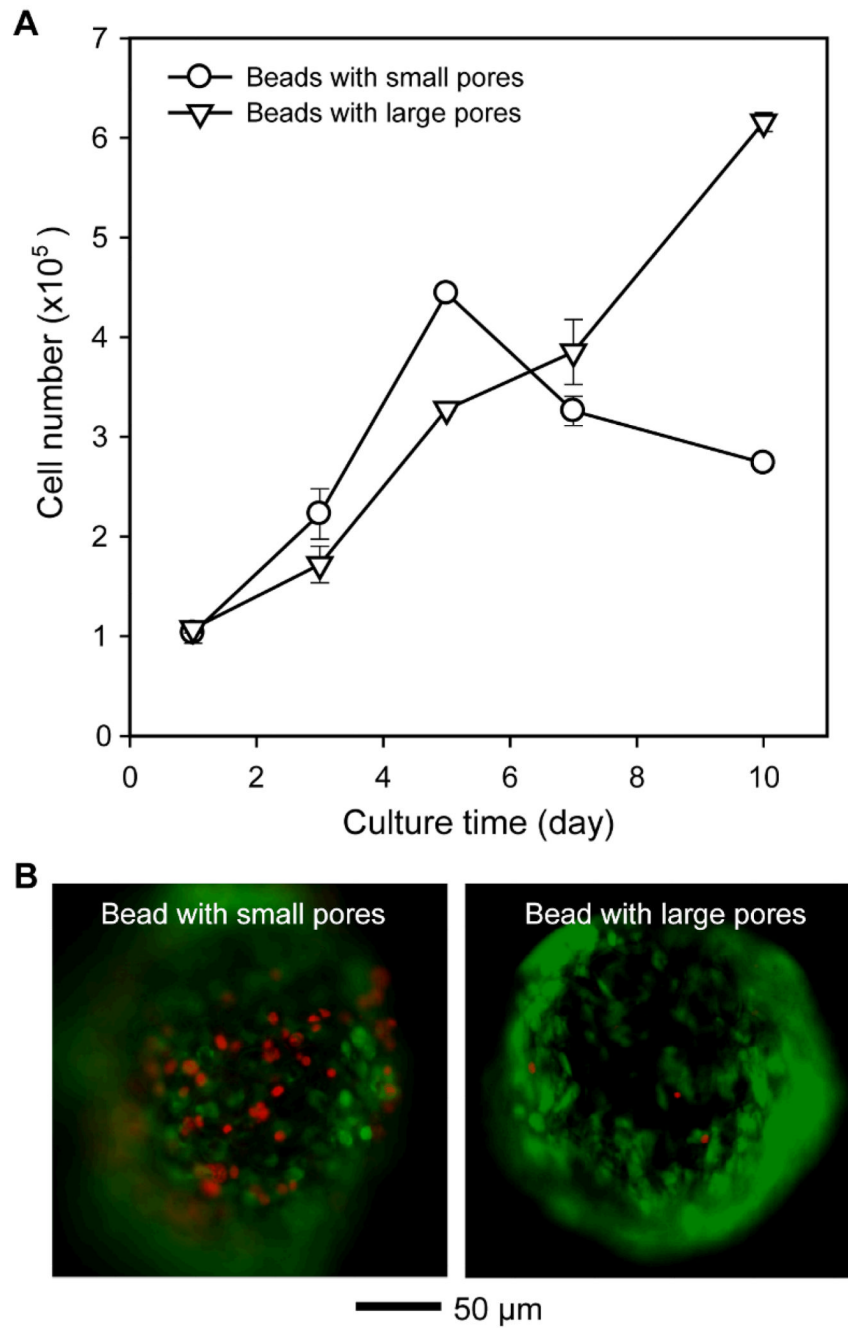 A
7
Beads with small pores
Beads with large pores
6
5
4
3
2
1
0
Cell number (x10⁵ )
0 2 4 6 8 10
Culture time (day)
B
Bead with small pores
Bead with large pores
50 µm